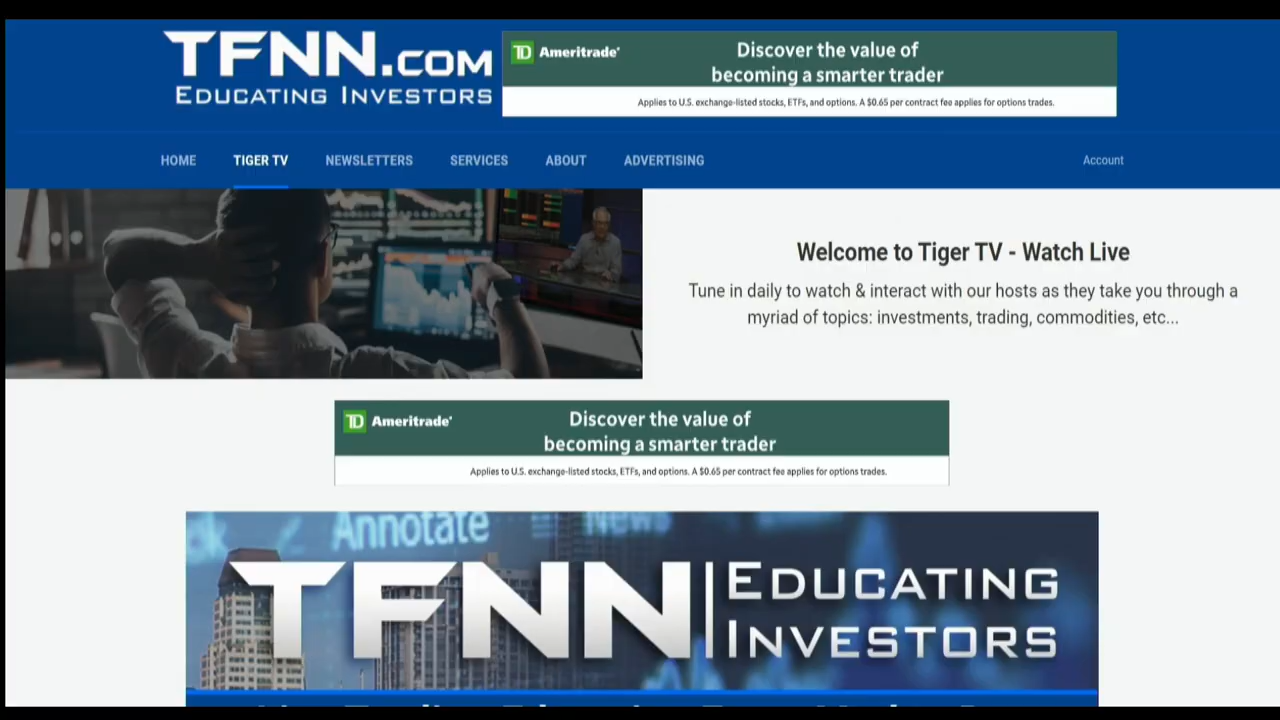 TFNN.COM
EDUCATING INVESTORS
TD Ameritrade
Discover the value of
becoming a smarter trader
Applies to U.S. exchange-listed stocks, ETFs, and options. A $0.65 per contract fee applies for options trades.
HOME TIGER TV NEWSLETTERS SERVICES ABOUT ADVERTISING Account
Welcome to Tiger TV - Watch Live
Tune in daily to watch & interact with our hosts as they take you through a
myriad of topics: investments, trading, commodities, etc...
TD Ameritrade
Discover the value of
becoming a smarter trader
Applies to U.S. exchange-listed stocks, ETFs, and options. A $0.65 per contract fee applies for options trades.
Annotate News
TFNN EDUCATING
INVESTORS